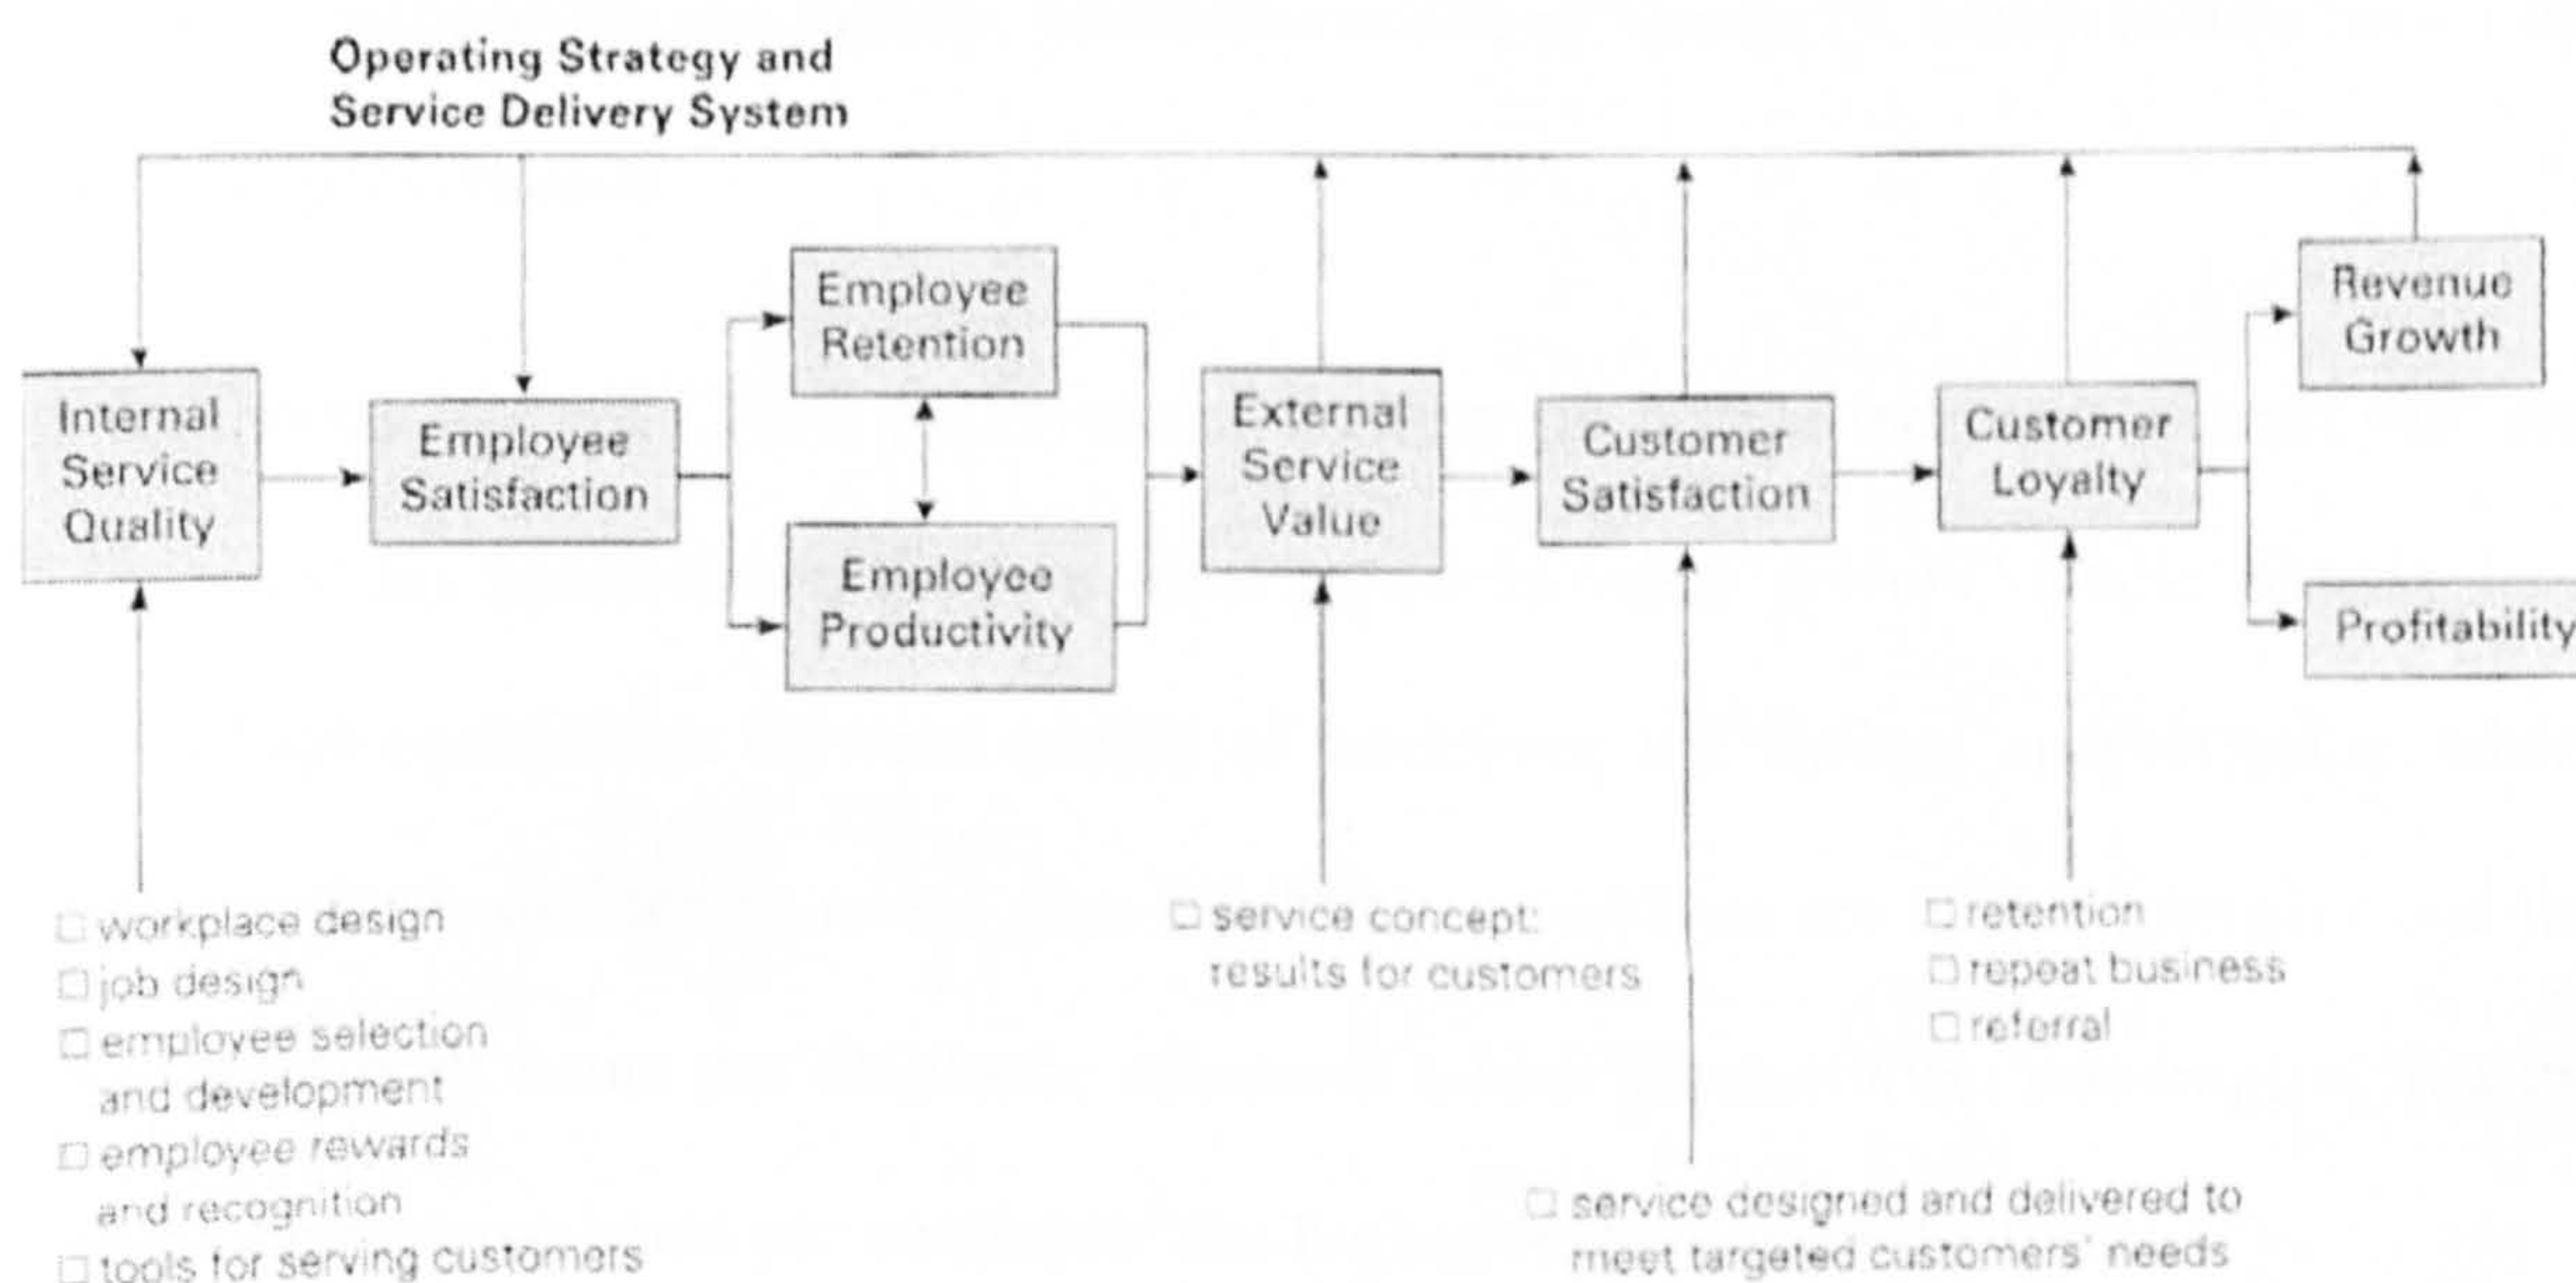 Operating Strategy and
Service Delivery System
Internal
Service
Quality
Employee
Satisfaction
Employee
Retention
Employee
Productivity
External
Service
Value
Customer
Satisfaction
Customer
Loyalty
Revenue
Growth
Profitability
workplace design
job design
employee selection
and development
employee rewards
and recognition
tools for serving customers
service concept:
results for customers
service designed and delivered to
meet targeted customers' needs
retention
repeat business
referral